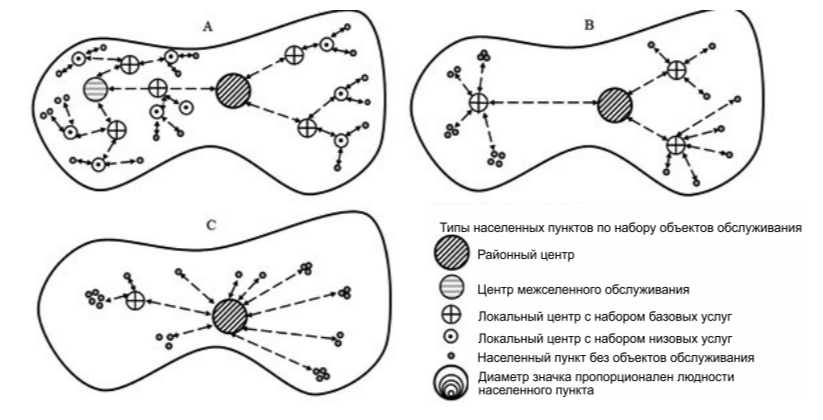 A
B
C
Типы населенных пунктов по набору объектов обслуживания
Районный центр
Центр межселенного обслуживания
Локальный центр с набором базовых услуг
Локальный центр с набором низовых услуг
Населенный пункт без объектов обслуживания
Диаметр значка пропорционален людности
населенного пункта